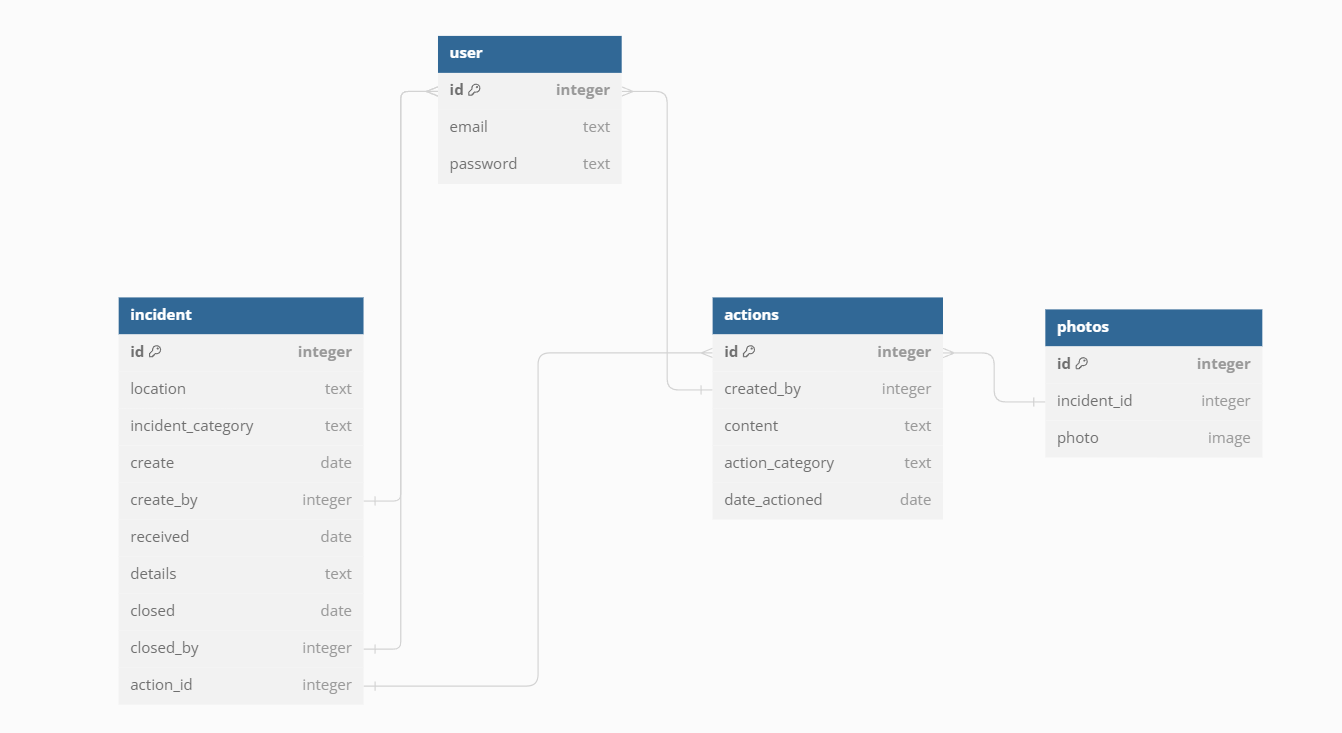 user
id integer
email text
password text
incident
id integer
location text
incident_category text
create date
create_by integer
received date
details text
closed date
closed_by integer
action_id integer
actions
id integer
created_by integer
content text
action_category text
date_actioned date
photos
id integer
incident_id integer
photo image